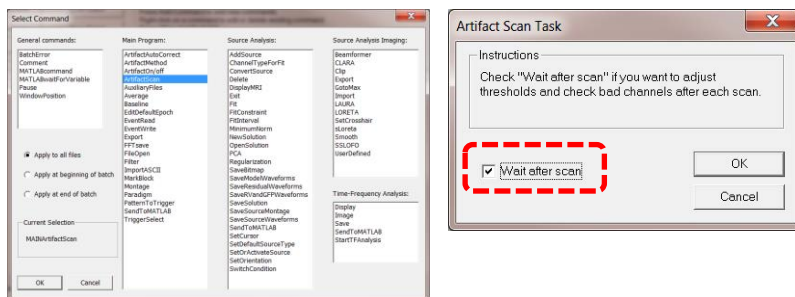 Select Command
General commands:
BatchError
Comment
MATLABcommand
MATLABwaitForVariable
Pause
WindowPosition
Apply to all files
Apply at beginning of batch
Apply at end of batch
Current Selection
MAINArtifactScan
OK
Cancel
Main Program:
ArtifactAutoCorrect
ArtifactMethod
ArtifactOn/off
ArtifactScan
AuxiliaryFiles
Average
Baseline
EditDefaultEpoch
EventRead
EventWrite
Export
FFTsave
FileOpen
Filter
ImportASCII
MarkBlock
Montage
Paradigm
PatternToTrigger
SendToMATLAB
TriggerSelect
Source Analysis:
AddSource
ChannelTypeForFit
ConvertSource
Delete
DisplayMRI
Exit
Fit
FitConstraint
FitInterval
MinimumNorm
NewSolution
OpenSolution
PCA
Regularization
SaveBitmap
SaveModelWaveforms
SaveResidualWaveforms
SaveRVandGFPWaveforms
SaveSolution
SaveSourceMontage
SaveSourceWaveforms
SendToMATLAB
SetCursor
SetDefaultSourceType
SetOrActivateSource
SetOrientation
SwitchCondition
Source Analysis Imaging:
Beamformer
CLARA
Clip
Export
GotoMax
Import
LAURA
LORETA
SetCrosshair
sLoreta
Smooth
SSLOFO
UserDefined
Time-Frequency Analysis:
Display
Image
Save
SendToMATLAB
StartTFAnalysis
Artifact Scan Task
Instructions
Check "Wait after scan" if you want to adjust
thresholds and check bad channels after each scan.
Wait after scan
OK
Cancel